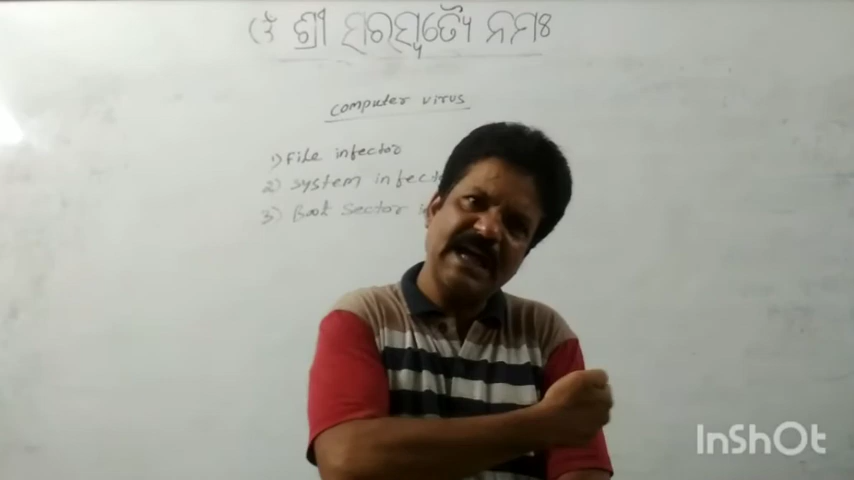 ଓଁ ଶ୍ରୀ ସରସ୍ୱତ୍ୟୈ ନମଃ
Computer virus
1) File infector
2) System infect
3) Boot Sector
InShOt